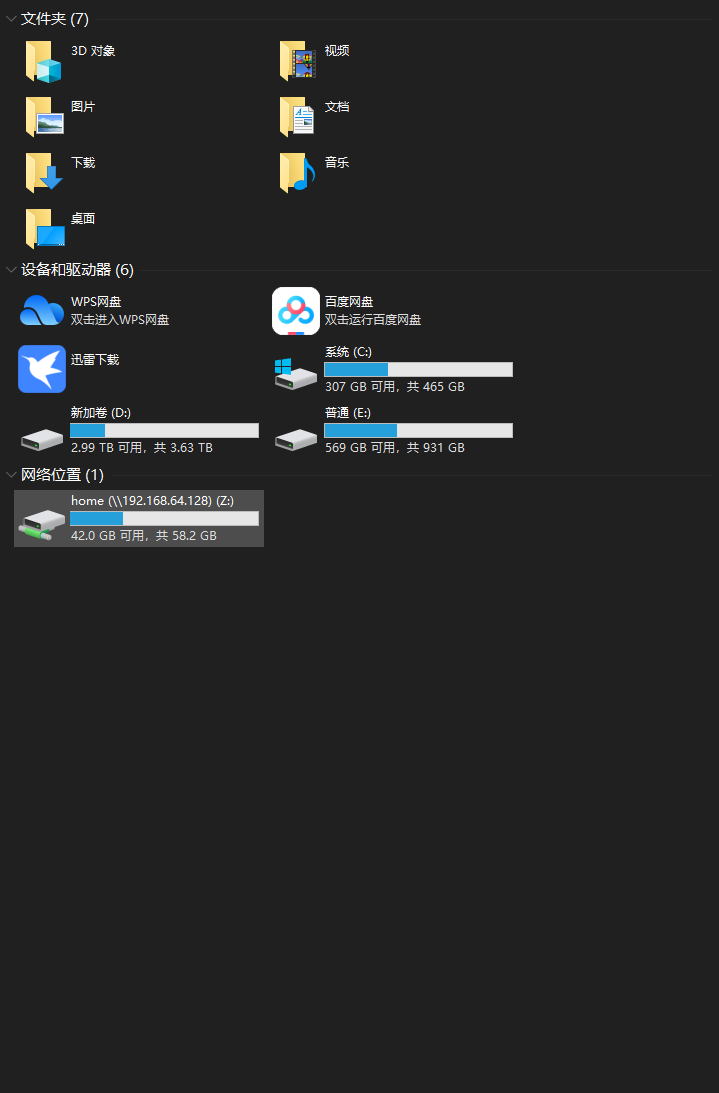 文件夹 (7)
3D 对象
视频
图片
文档
下载
音乐
桌面
设备和驱动器 (6)
WPS网盘
双击进入WPS网盘
百度网盘
双击运行百度网盘
迅雷下载
系统 (C:)
307 GB 可用，共 465 GB
新加卷 (D:)
2.99 TB 可用，共 3.63 TB
普通 (E:)
569 GB 可用，共 931 GB
网络位置 (1)
home (\\192.168.64.128) (Z:)
42.0 GB 可用，共 58.2 GB